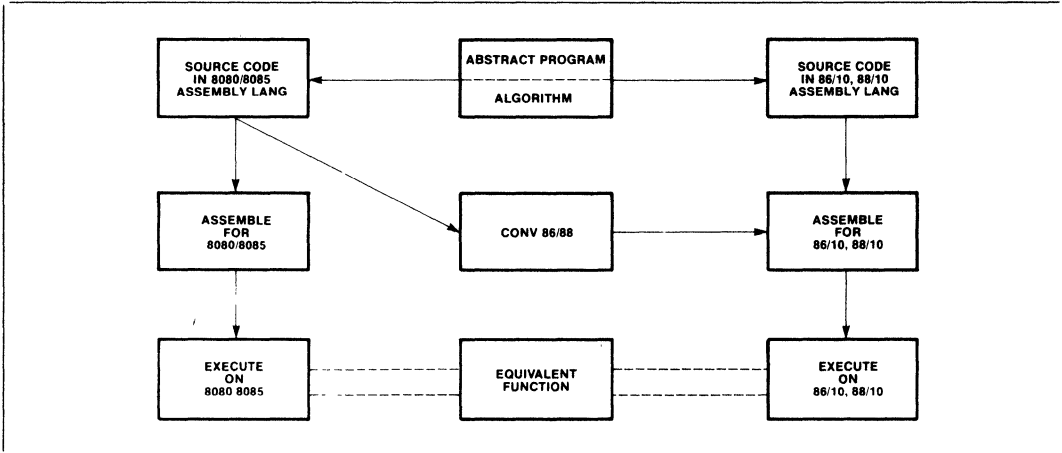 SOURCE CODE
IN 8080/8085
ASSEMBLY LANG
ABSTRACT PROGRAM
ALGORITHM
SOURCE CODE
IN 86/10, 88/10
ASSEMBLY LANG
ASSEMBLE
FOR
8080/8085
CONV 86/88
ASSEMBLE
FOR
86/10, 88/10
EXECUTE
ON
8080 8085
EQUIVALENT
FUNCTION
EXECUTE
ON
86/10, 88/10